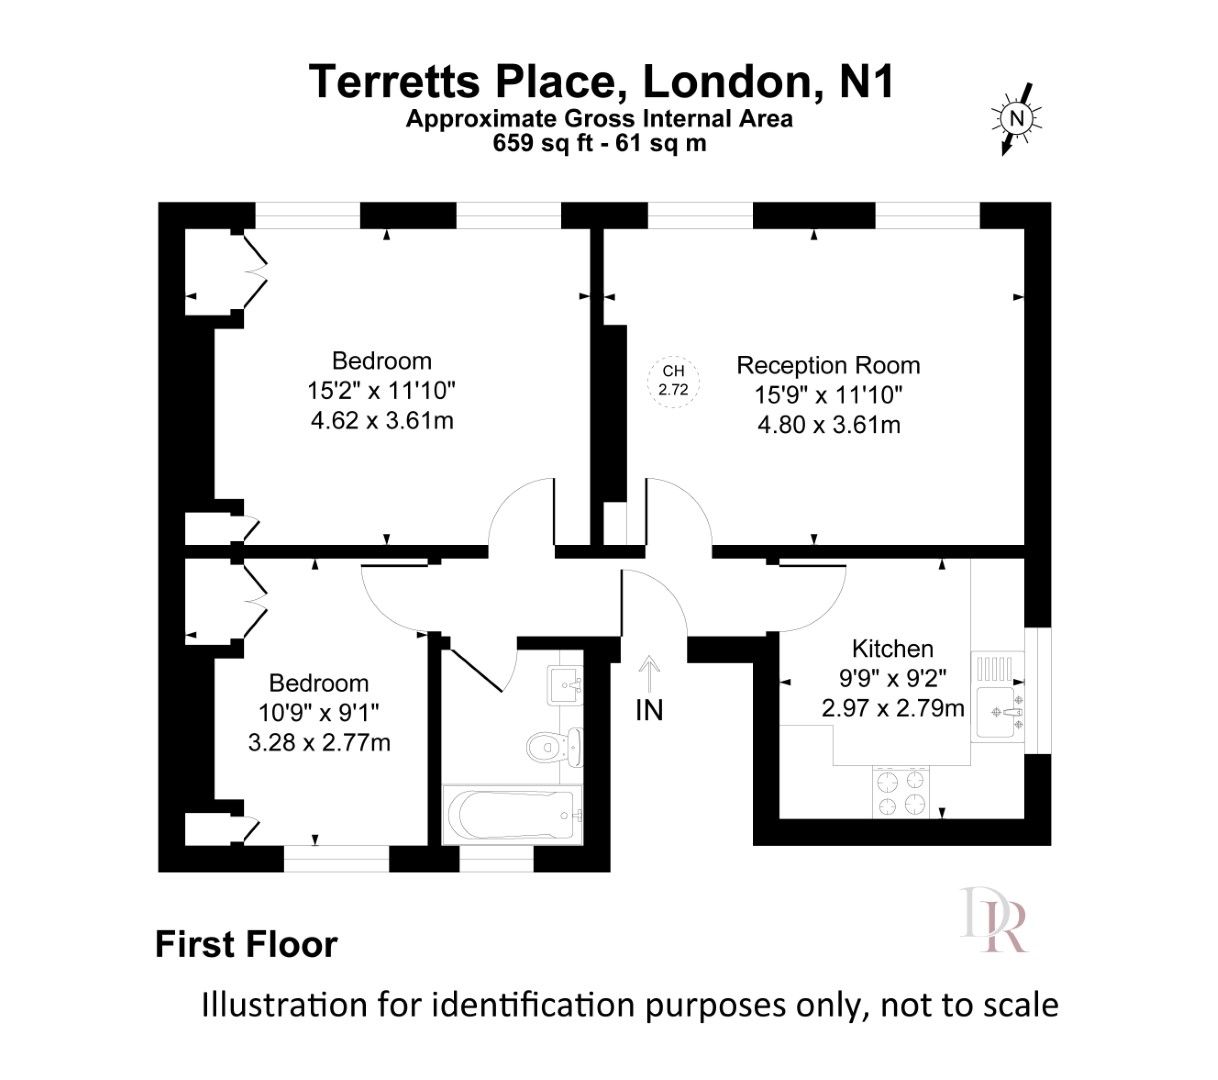 Terretts Place, London, N1
Approximate Gross Internal Area
659 sq ft - 61 sq m
N
Bedroom
15'2" x 11'10"
4.62 x 3.61m
CH
2.72
Reception Room
15'9" x 11'10"
4.80 x 3.61m
Bedroom
10'9" x 9'1"
3.28 x 2.77m
IN
Kitchen
9'9" x 9'2"
2.97 x 2.79m
DR
First Floor
Illustration for identification purposes only, not to scale